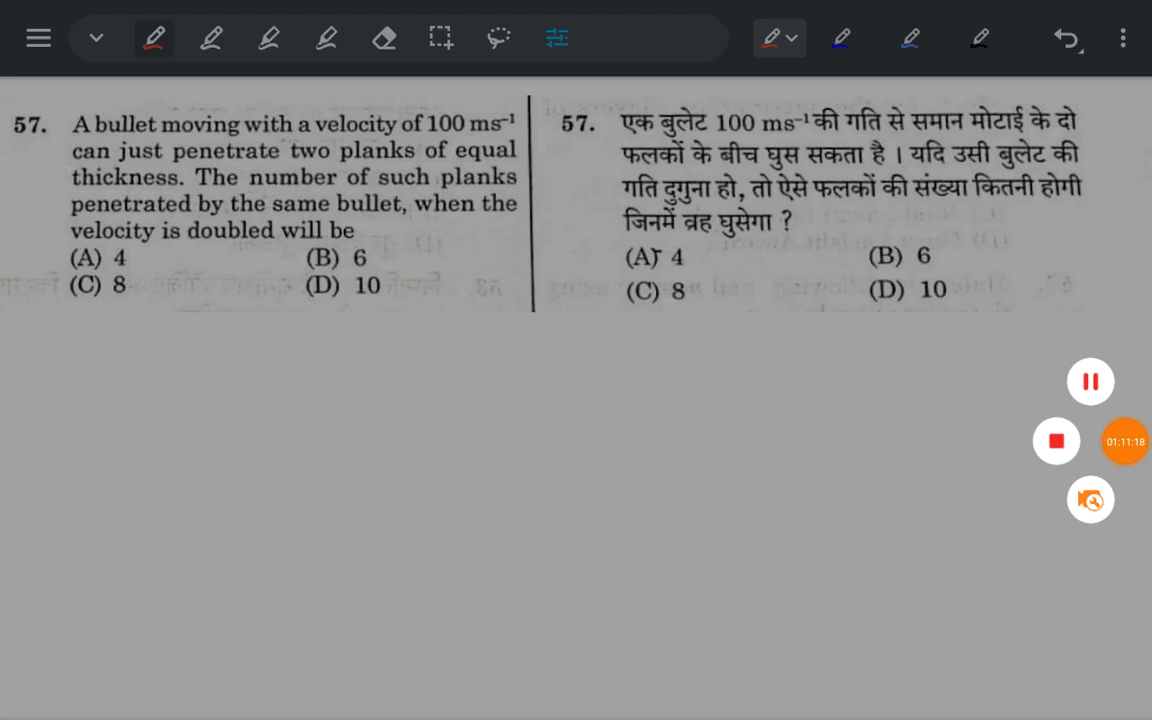 57. A bullet moving with a velocity of 100 ms⁻¹
can just penetrate two planks of equal
thickness. The number of such planks
penetrated by the same bullet, when the
velocity is doubled will be
(A) 4 (B) 6
(C) 8 (D) 10
57. एक बुलेट 100 ms⁻¹ की गति से समान मोटाई के दो
फलकों के बीच घुस सकता है । यदि उसी बुलेट की
गति दुगुना हो, तो ऐसे फलकों की संख्या कितनी होगी
जिनमें वह घुसेगा ?
(A) 4 (B) 6
(C) 8 (D) 10
01:11:18